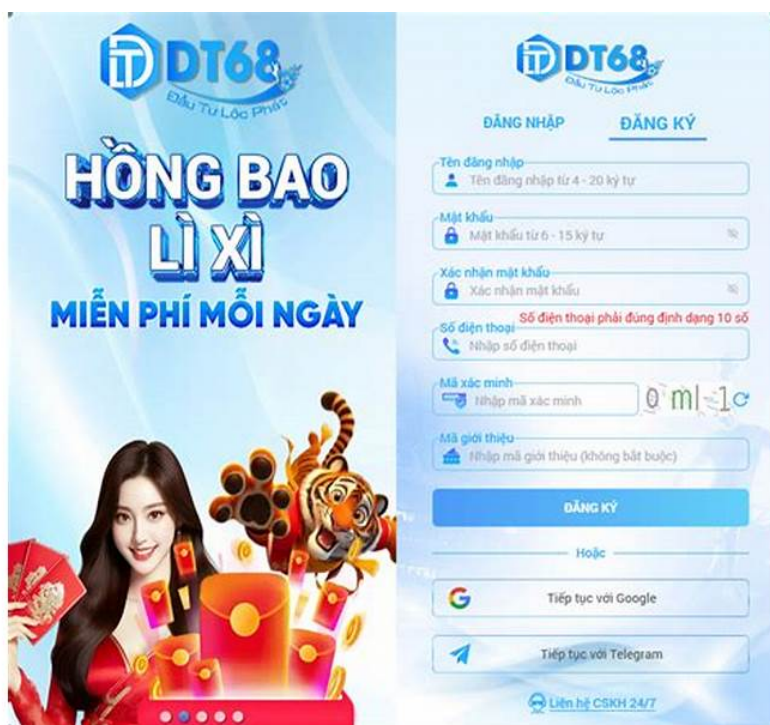 DT68
Đầu Tư Lộc Phát
HỒNG BAO
LÌ XÌ
MIỄN PHÍ MỖI NGÀY
DT68
Đầu Tư Lộc Phát
ĐĂNG NHẬP ĐĂNG KÝ
Tên đăng nhập
Tên đăng nhập từ 4 - 20 ký tự
Mật khẩu
Mật khẩu từ 6 - 15 ký tự
Xác nhận mật khẩu
Xác nhận mật khẩu
Số điện thoại phải đúng định dạng 10 số
Số điện thoại
Nhập số điện thoại
Mã xác minh
Nhập mã xác minh
Mã giới thiệu
Nhập mã giới thiệu (không bắt buộc)
ĐĂNG KÝ
Hoặc
Tiếp tục với Google
Tiếp tục với Telegram
Liên hệ CSKH 24/7